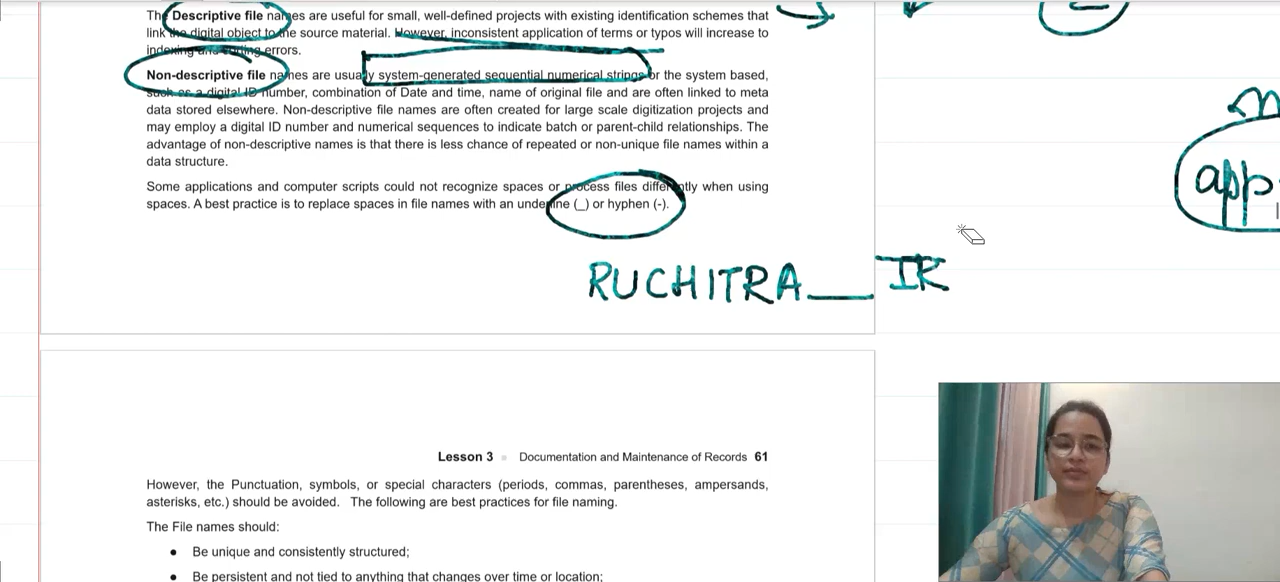 The Descriptive file names are useful for small, well-defined projects with existing identification schemes that
link the digital object to the source material. However, inconsistent application of terms or typos will increase to
indexing and sorting errors.
Non-descriptive file names are usually system-generated sequential numerical strings or the system based,
such as a digital ID number, combination of Date and time, name of original file and are often linked to meta
data stored elsewhere. Non-descriptive file names are often created for large scale digitization projects and
may employ a digital ID number and numerical sequences to indicate batch or parent-child relationships. The
advantage of non-descriptive names is that there is less chance of repeated or non-unique file names within a
data structure.
app
Some applications and computer scripts could not recognize spaces or process files differently when using
spaces. A best practice is to replace spaces in file names with an underline (_) or hyphen (-).
RUCHITRA__IR
Lesson 3 Documentation and Maintenance of Records 61
However, the Punctuation, symbols, or special characters (periods, commas, parentheses, ampersands,
asterisks, etc.) should be avoided. The following are best practices for file naming.
The File names should:
● Be unique and consistently structured;
● Be persistent and not tied to anything that changes over time or location;